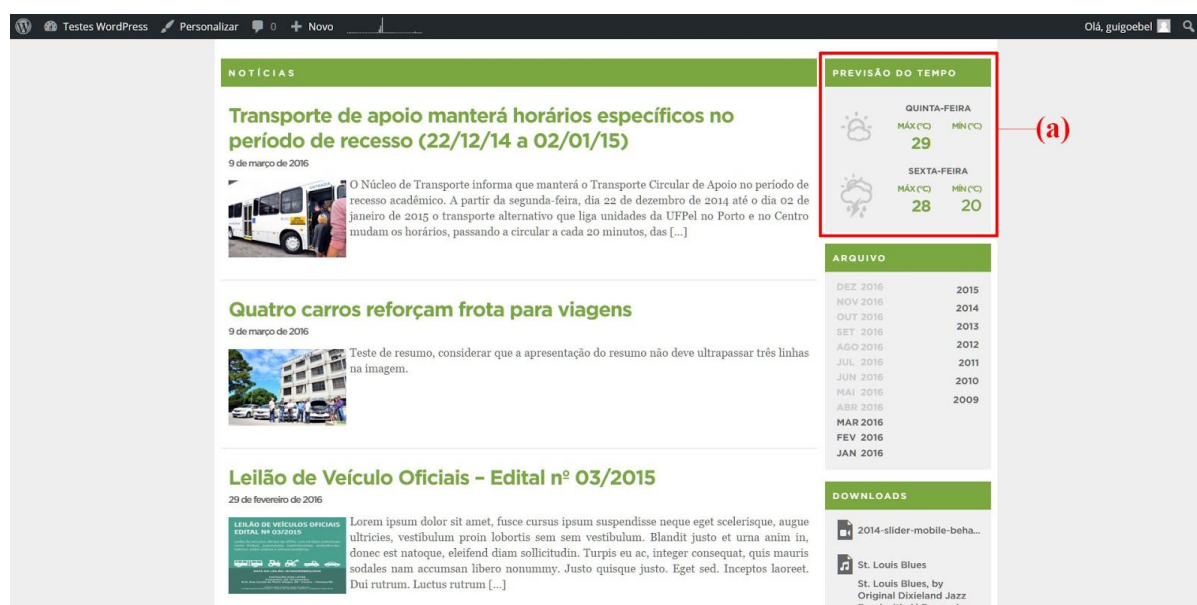 Testes WordPress Personalizar 0 Novo Olá, guigoebel
NOTÍCIAS
Transporte de apoio manterá horários específicos no
período de recesso (22/12/14 a 02/01/15)
9 de março de 2016
O Núcleo de Transporte informa que manterá o Transporte Circular de Apoio no período de
recesso acadêmico. A partir da segunda-feira, dia 22 de dezembro de 2014 até o dia 02 de
janeiro de 2015 o transporte alternativo que liga unidades da UFPel no Porto e no Centro
mudam os horários, passando a circular a cada 20 minutos, das [...]
Quatro carros reforçam frota para viagens
9 de março de 2016
Teste de resumo, considerar que a apresentação do resumo não deve ultrapassar três linhas
na imagem.
Leilão de Veículo Oficiais – Edital nº 03/2015
29 de fevereiro de 2016
LEILÃO DE VEÍCULOS OFICIAIS
EDITAL Nº 03/2015
Lorem ipsum dolor sit amet, fusce cursus ipsum suspendisse neque eget scelerisque, augue
ultricies, vestibulum proin lobortis sem sem vestibulum. Blandit justo et urna anim in,
donec est natoque, eleifend diam sollicitudin. Turpis eu ac, integer consequat, quis mauris
sodales nam accumsan libero nonummy. Justo quisque justo. Eget sed. Inceptos laoreet.
Dui rutrum. Luctus rutrum [...]
PREVISÃO DO TEMPO
QUINTA-FEIRA
MÁX (ºC) MÍN (ºC)
29
SEXTA-FEIRA
MÁX (ºC) MÍN (ºC)
28 20
(a)
ARQUIVO
DEZ 2016
NOV 2016
OUT 2016
SET 2016
AGO 2016
JUL 2016
JUN 2016
MAI 2016
ABR 2016
MAR 2016
FEV 2016
JAN 2016
2015
2014
2013
2012
2011
2010
2009
DOWNLOADS
2014-slider-mobile-beha...
St. Louis Blues
St. Louis Blues, by
Original Dixieland Jazz